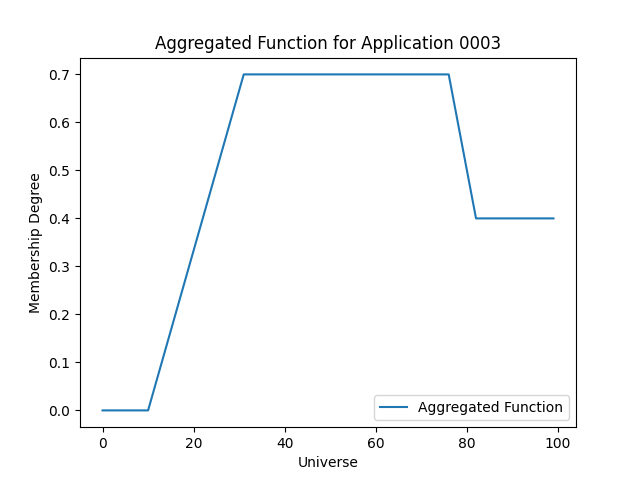 Aggregated Function for Application 0003
Membership Degree
0.7
0.6
0.5
0.4
0.3
0.2
0.1
0.0
Aggregated Function
0 20 40 60 80 100
Universe